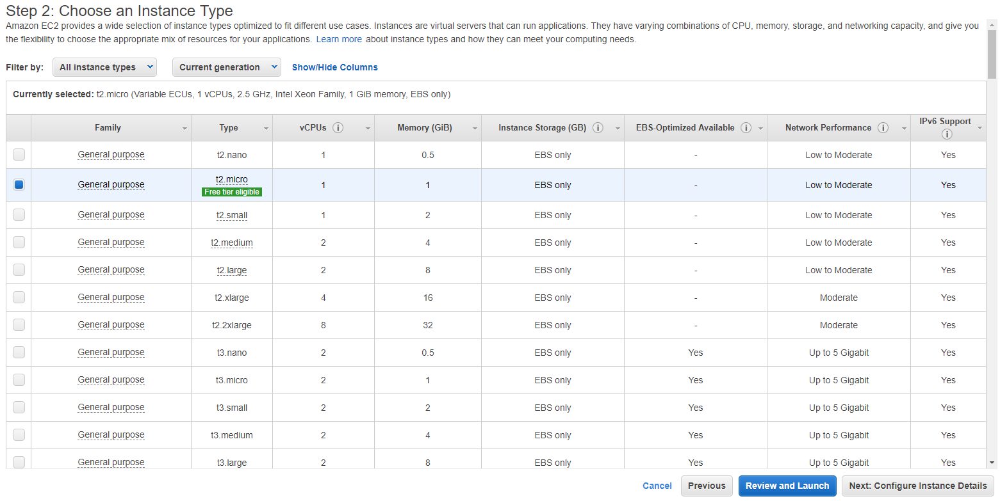 Step 2: Choose an Instance Type
Amazon EC2 provides a wide selection of instance types optimized to fit different use cases. Instances are virtual servers that can run applications. They have varying combinations of CPU, memory, storage, and networking capacity, and give you
the flexibility to choose the appropriate mix of resources for your applications. Learn more about instance types and how they can meet your computing needs.
Filter by: All instance types Current generation Show/Hide Columns
Currently selected: t2.micro (Variable ECUs, 1 vCPUs, 2.5 GHz, Intel Xeon Family, 1 GiB memory, EBS only)
Family Type vCPUs i Memory (GiB) Instance Storage (GB) i EBS-Optimized Available i Network Performance i IPv6 Support i
General purpose t2.nano 1 0.5 EBS only - Low to Moderate Yes
General purpose t2.micro 1 1 EBS only - Low to Moderate Yes
Free tier eligible
General purpose t2.small 1 2 EBS only - Low to Moderate Yes
General purpose t2.medium 2 4 EBS only - Low to Moderate Yes
General purpose t2.large 2 8 EBS only - Low to Moderate Yes
General purpose t2.xlarge 4 16 EBS only - Moderate Yes
General purpose t2.2xlarge 8 32 EBS only - Moderate Yes
General purpose t3.nano 2 0.5 EBS only Yes Up to 5 Gigabit Yes
General purpose t3.micro 2 1 EBS only Yes Up to 5 Gigabit Yes
General purpose t3.small 2 2 EBS only Yes Up to 5 Gigabit Yes
General purpose t3.medium 2 4 EBS only Yes Up to 5 Gigabit Yes
General purpose t3.large 2 8 EBS only Yes Up to 5 Gigabit Yes
Cancel Previous Review and Launch Next: Configure Instance Details